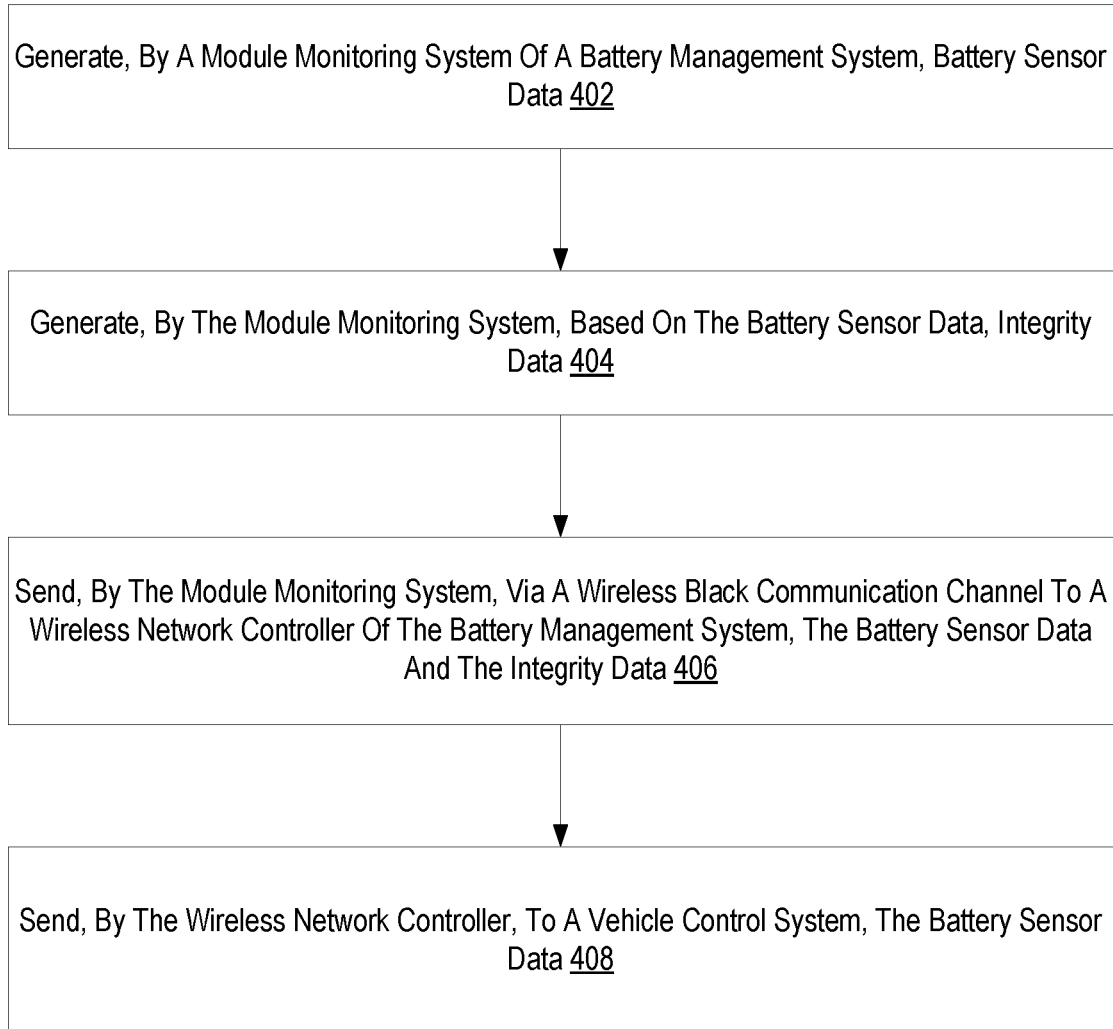 Generate, By A Module Monitoring System Of A Battery Management System, Battery Sensor
Data 402
Generate, By The Module Monitoring System, Based On The Battery Sensor Data, Integrity
Data 404
Send, By The Module Monitoring System, Via A Wireless Black Communication Channel To A
Wireless Network Controller Of The Battery Management System, The Battery Sensor Data
And The Integrity Data 406
Send, By The Wireless Network Controller, To A Vehicle Control System, The Battery Sensor
Data 408